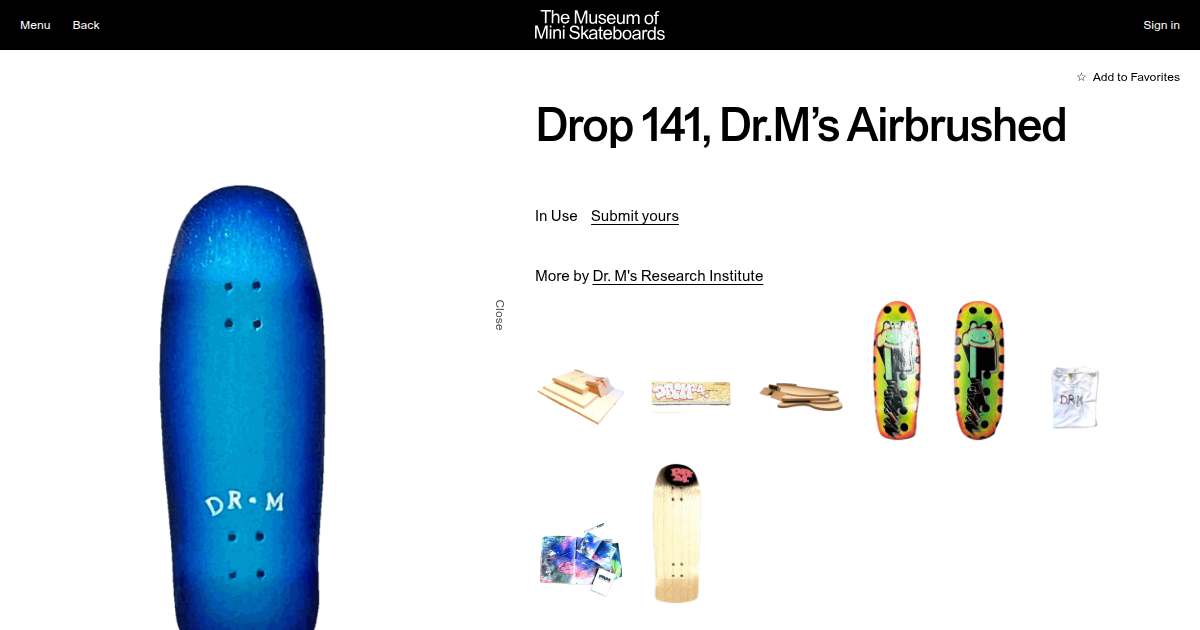 Menu
Back
The Museum of
Mini Skateboards
Sign in
☆ Add to Favorites
Drop 141, Dr.M’s Airbrushed
In Use
Submit yours
More by Dr. M's Research Institute
Close
DR•M
DRM